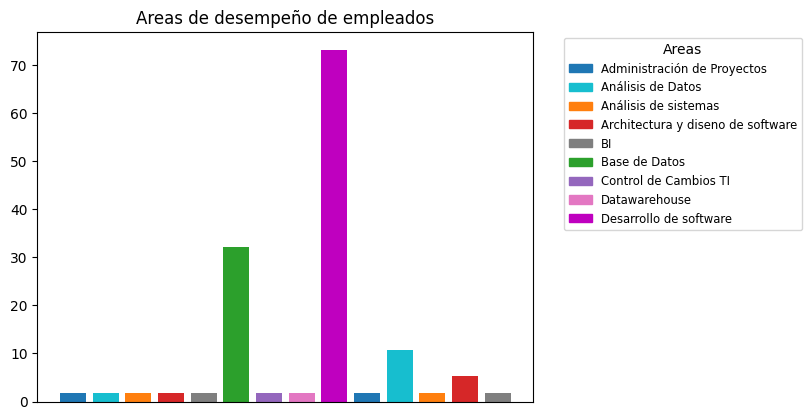 Areas de desempeño de empleados
70
60
50
40
30
20
10
0
Areas
Administración de Proyectos
Análisis de Datos
Análisis de sistemas
Architectura y diseno de software
BI
Base de Datos
Control de Cambios TI
Datawarehouse
Desarrollo de software